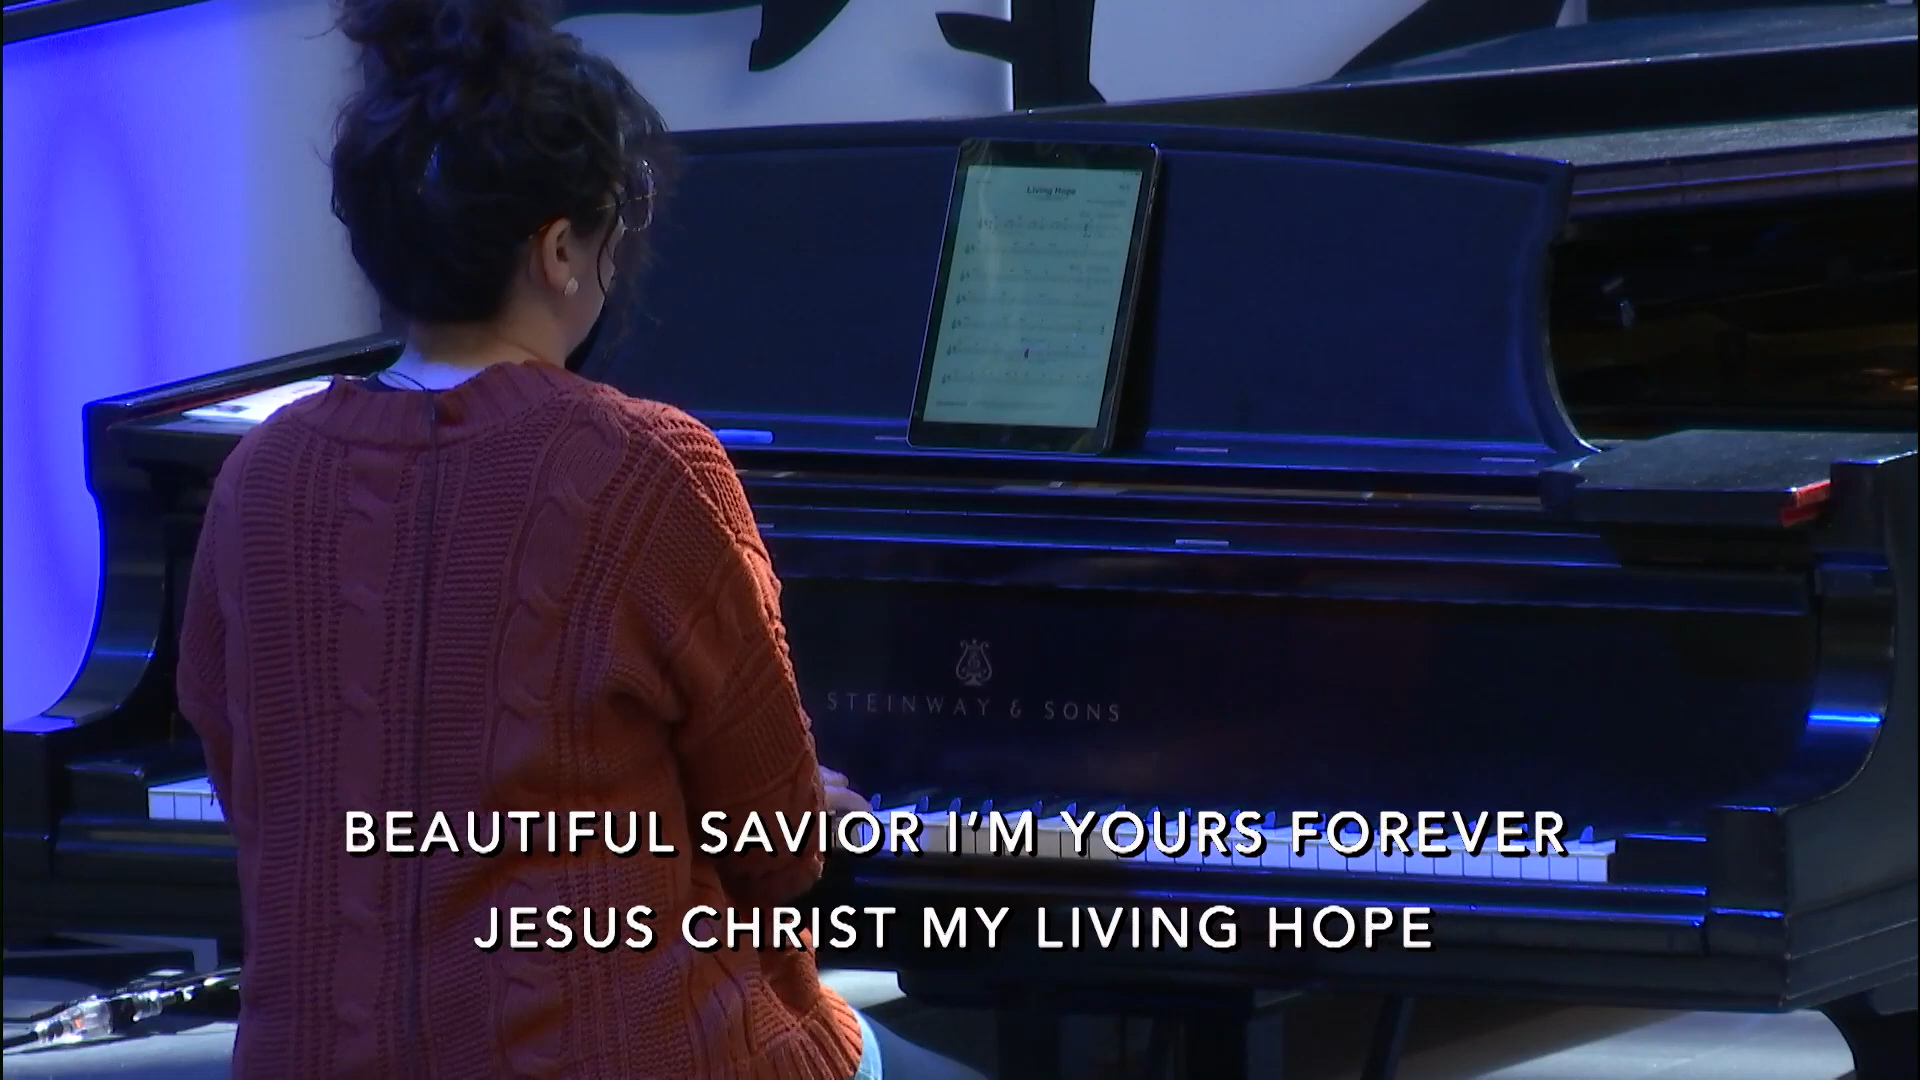 Living Hope
STEINWAY & SONS
BEAUTIFUL SAVIOR I'M YOURS FOREVER
JESUS CHRIST MY LIVING HOPE